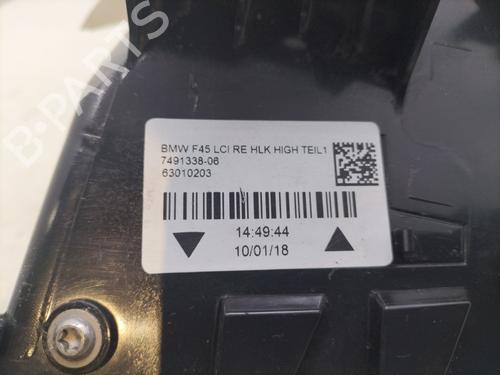 B-PARTS
BMW F45 LCI RE HLK HIGH TEIL1
7491338-06
63010203
14:49:44
10/01/18